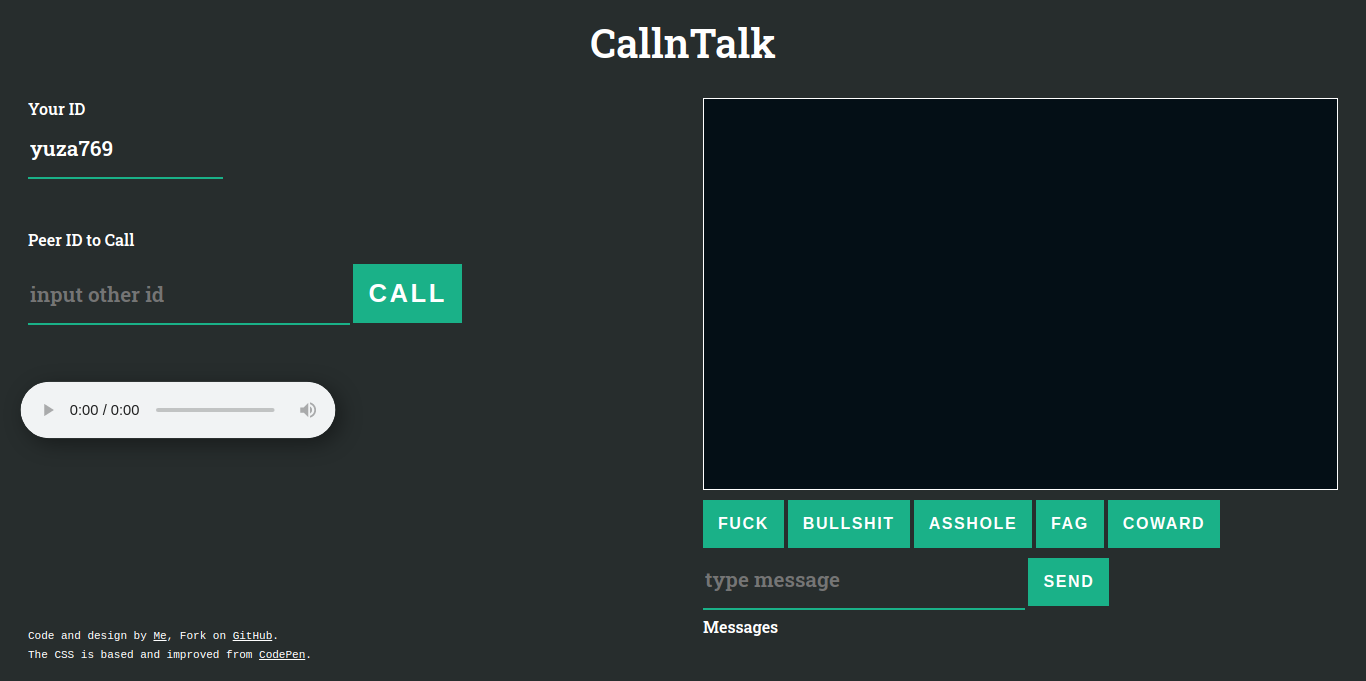 CallnTalk
Your ID
yuza769
Peer ID to Call
input other id
CALL
0:00 / 0:00
FUCK BULLSHIT ASSHOLE FAG COWARD
type message
SEND
Messages
Code and design by Me, Fork on GitHub.
The CSS is based and improved from CodePen.